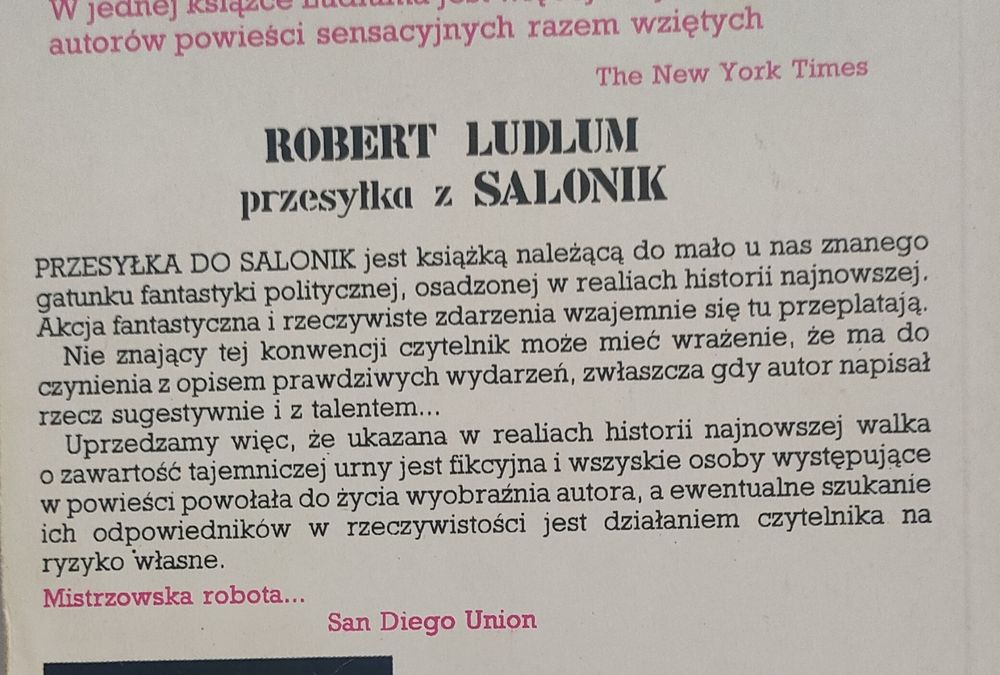 W jednej książce Ludluma jest
autorów powieści sensacyjnych razem wziętych
The New York Times
ROBERT LUDLUM
przesyłka z SALONIK
PRZESYŁKA DO SALONIK jest książką należącą do mało u nas znanego
gatunku fantastyki politycznej, osadzonej w realiach historii najnowszej.
Akcja fantastyczna i rzeczywiste zdarzenia wzajemnie się tu przeplatają.
Nie znający tej konwencji czytelnik może mieć wrażenie, że ma do
czynienia z opisem prawdziwych wydarzeń, zwłaszcza gdy autor napisał
rzecz sugestywnie i z talentem...
Uprzedzamy więc, że ukazana w realiach historii najnowszej walka
o zawartość tajemniczej urny jest fikcyjna i wszyskie osoby występujące
w powieści powołała do życia wyobraźnia autora, a ewentualne szukanie
ich odpowiedników w rzeczywistości jest działaniem czytelnika na
ryzyko własne.
Mistrzowska robota...
San Diego Union